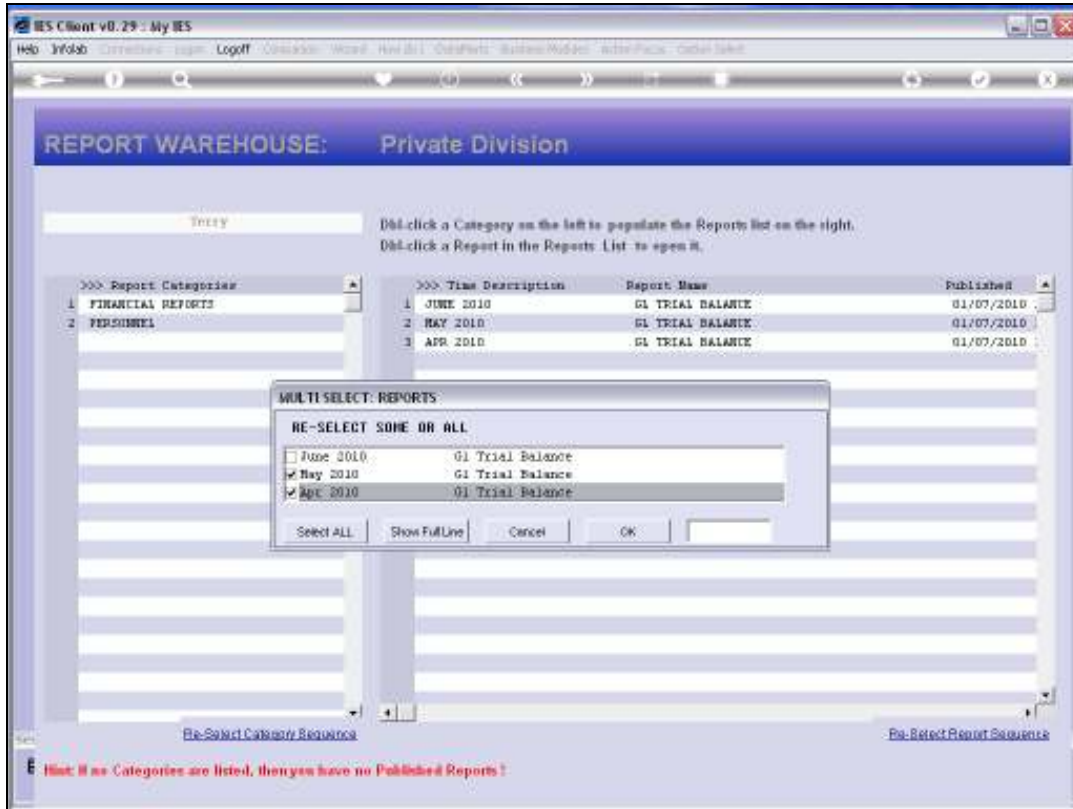 IES Client v0.29 : My IES
Help Infolab Logoff
REPORT WAREHOUSE: Private Division
Terry
Dbl-click a Category on the left to populate the Reports list on the right.
Dbl-click a Report in the Reports List to open it.
>>> Report Categories
1 FINANCIAL REPORTS
2 PERSONNEL
>>> Time Description Report Name Published
1 JUNE 2010 GL TRIAL BALANCE 01/07/2010
2 MAY 2010 GL TRIAL BALANCE 01/07/2010
3 APR 2010 GL TRIAL BALANCE 01/07/2010
MULTI SELECT: REPORTS
RE-SELECT SOME OR ALL
June 2010 Gl Trial Balance
May 2010 Gl Trial Balance
Apr 2010 Gl Trial Balance
Select ALL Show Full Line Cancel OK
Re-Select Category Sequence Re-Select Report Sequence
Hint: If no Categories are listed, then you have no Published Reports !